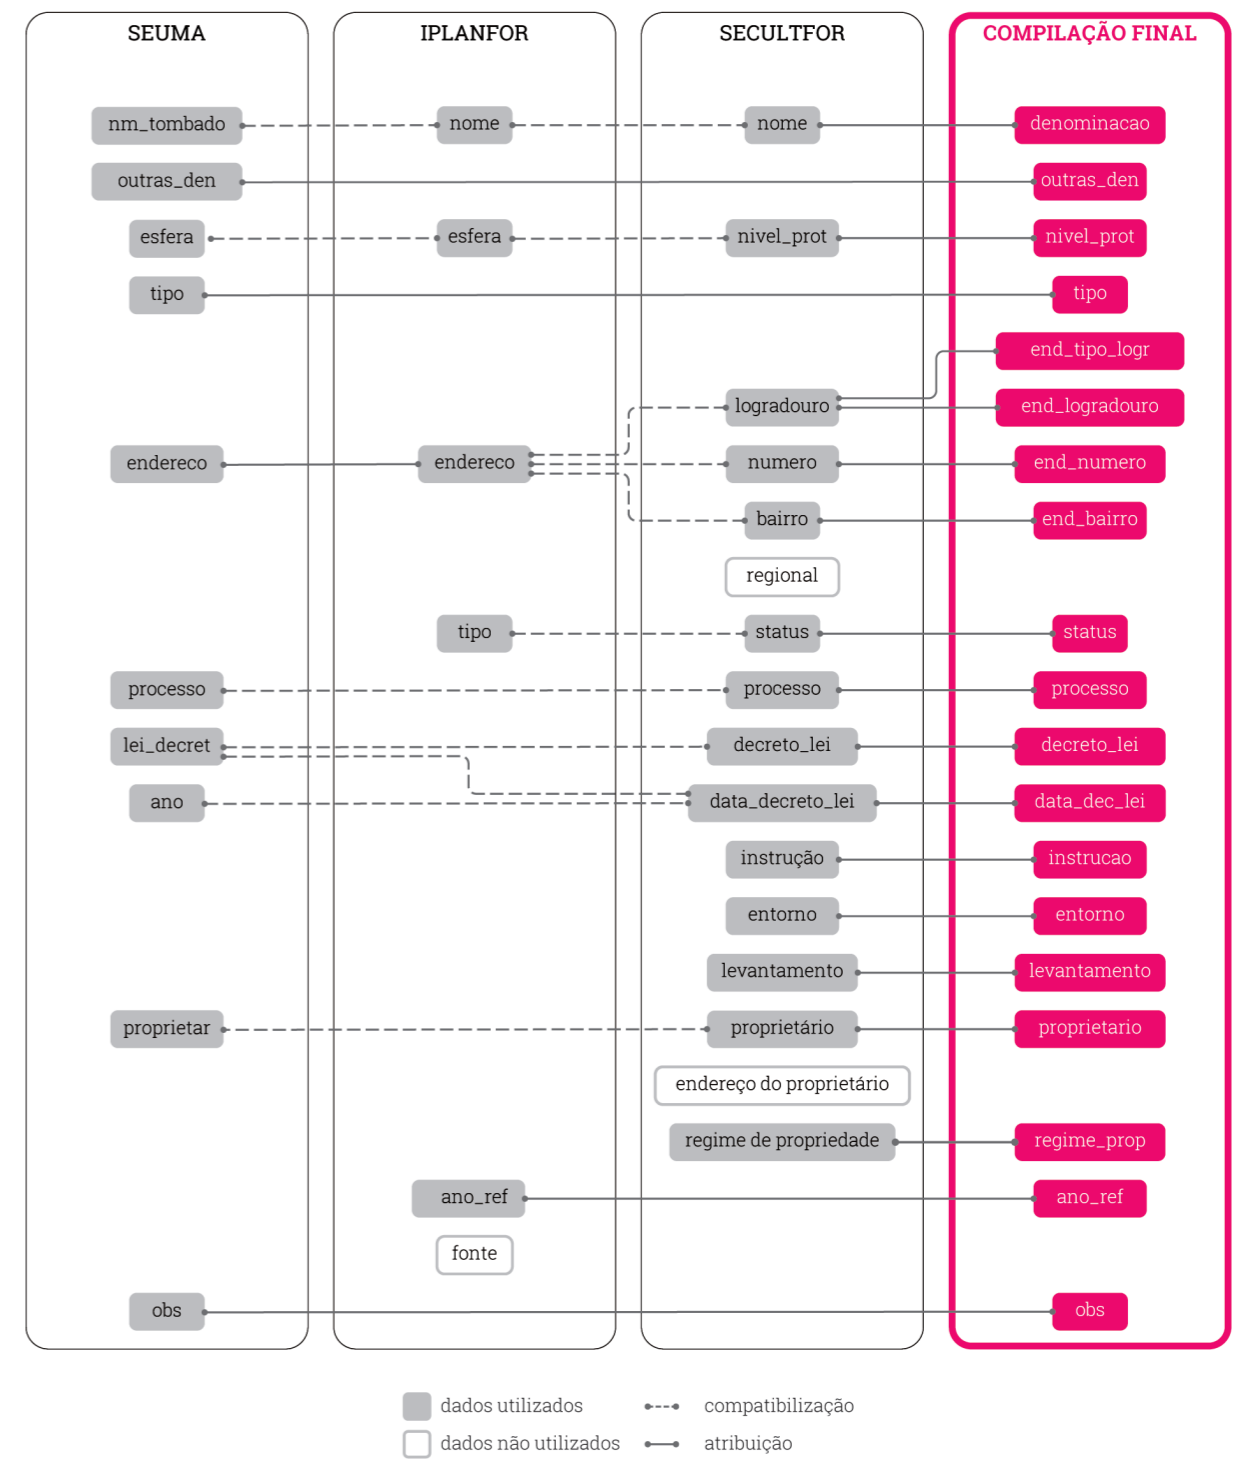 SEUMA IPLANFOR SECULTFOR COMPILAÇÃO FINAL
nm_tombado nome nome denominacao
outras_den outras_den
esfera esfera nivel_prot nivel_prot
tipo tipo
end_tipo_logr
logradouro end_logradouro
endereco endereco numero end_numero
bairro end_bairro
regional
tipo status status
processo processo processo
lei_decret decreto_lei decreto_lei
ano data_decreto_lei data_dec_lei
instrução instrucao
entorno entorno
levantamento levantamento
proprietar proprietário proprietario
endereço do proprietário
regime de propriedade regime_prop
ano_ref ano_ref
fonte
obs obs
dados utilizados compatibilização
dados não utilizados atribuição